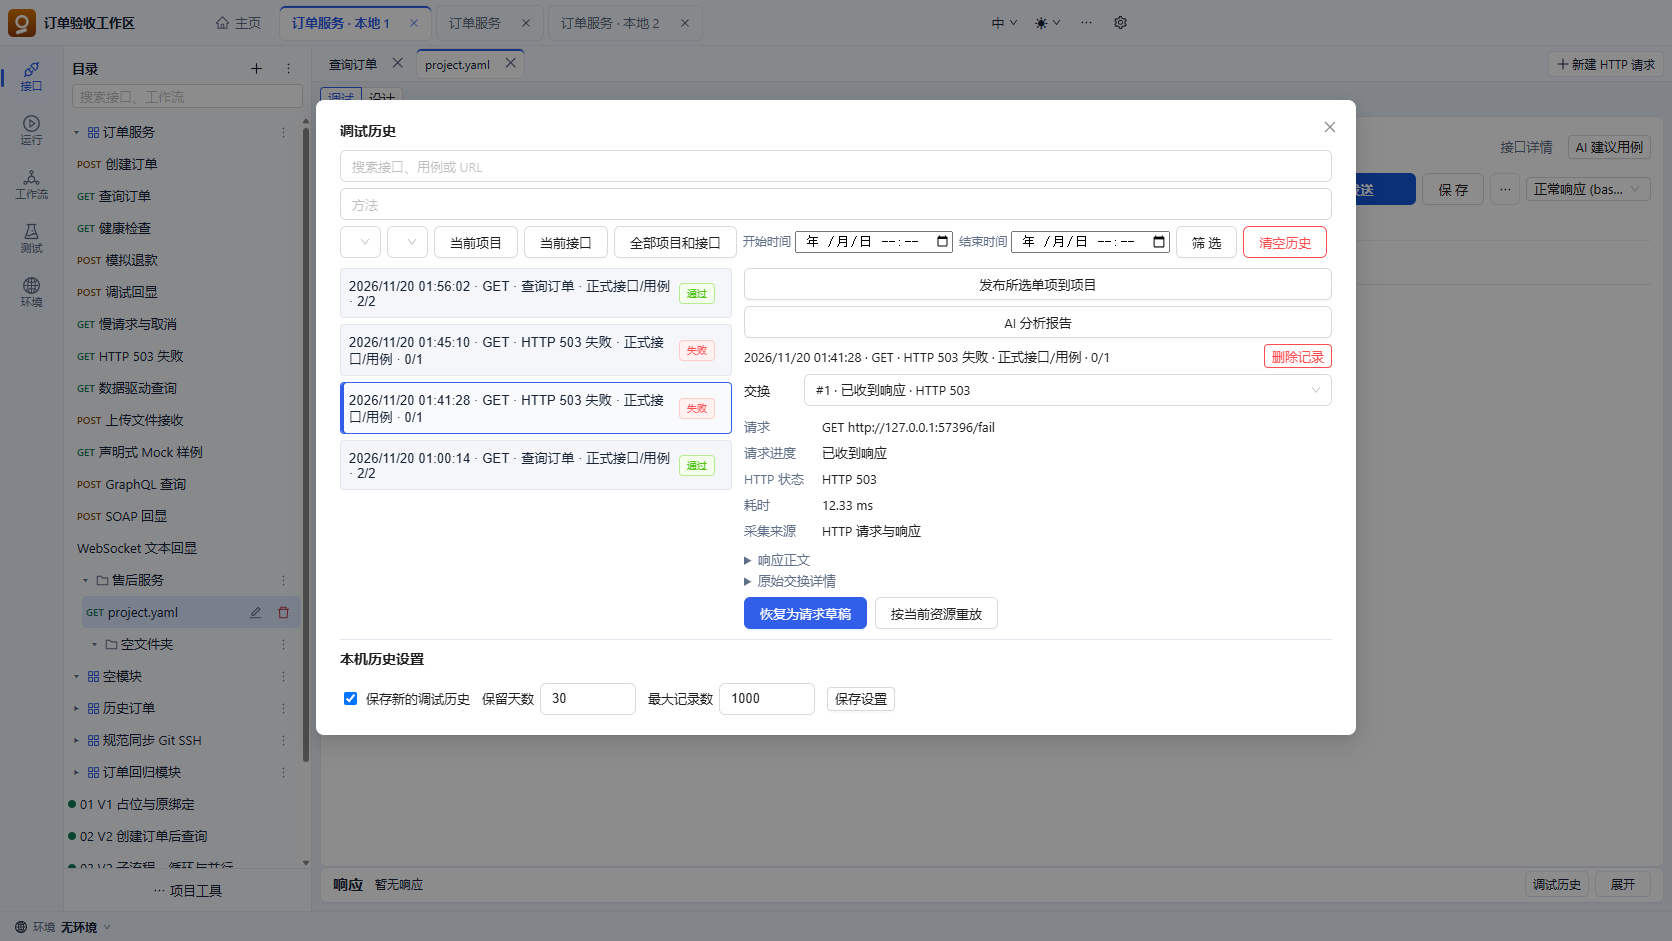 订单验收工作区
主页
订单服务 · 本地 1
订单服务
订单服务 · 本地 2
中
接口
运行
工作流
测试
环境
目录
搜索接口、工作流
订单服务
POST 创建订单
GET 查询订单
GET 健康检查
POST 模拟退款
POST 调试回显
GET 慢请求与取消
GET HTTP 503 失败
GET 数据驱动查询
POST 上传文件接收
GET 声明式 Mock 样例
POST GraphQL 查询
POST SOAP 回显
WebSocket 文本回显
售后服务
GET project.yaml
空文件夹
空模块
历史订单
规范同步 Git SSH
订单回归模块
01 V1 占位与原绑定
02 V2 创建订单后查询
03 V2 子流程、循环与并行
··· 项目工具
环境 无环境
查询订单
project.yaml
新建 HTTP 请求
调试 设计
接口详情
AI 建议用例
发送
保 存
···
正常响应 (bas...
调试历史
搜索接口、用例或 URL
方法
当前项目
当前接口
全部项目和接口
开始时间
年 /月/日 --:--
结束时间
年 /月/日 --:--
筛 选
清空历史
2026/11/20 01:56:02 · GET · 查询订单 · 正式接口/用例
· 2/2
通过
2026/11/20 01:45:10 · GET · HTTP 503 失败 · 正式接
口/用例 · 0/1
失败
2026/11/20 01:41:28 · GET · HTTP 503 失败 · 正式接
口/用例 · 0/1
失败
2026/11/20 01:00:14 · GET · 查询订单 · 正式接口/用例
· 2/2
通过
发布所选单项到项目
AI 分析报告
2026/11/20 01:41:28 · GET · HTTP 503 失败 · 正式接口/用例 · 0/1
删除记录
交换
#1 · 已收到响应 · HTTP 503
请求 GET http://127.0.0.1:57396/fail
请求进度 已收到响应
HTTP 状态 HTTP 503
耗时 12.33 ms
采集来源 HTTP 请求与响应
响应正文
原始交换详情
恢复为请求草稿
按当前资源重放
本机历史设置
保存新的调试历史
保留天数 30
最大记录数 1000
保存设置
响应 暂无响应
调试历史
展开